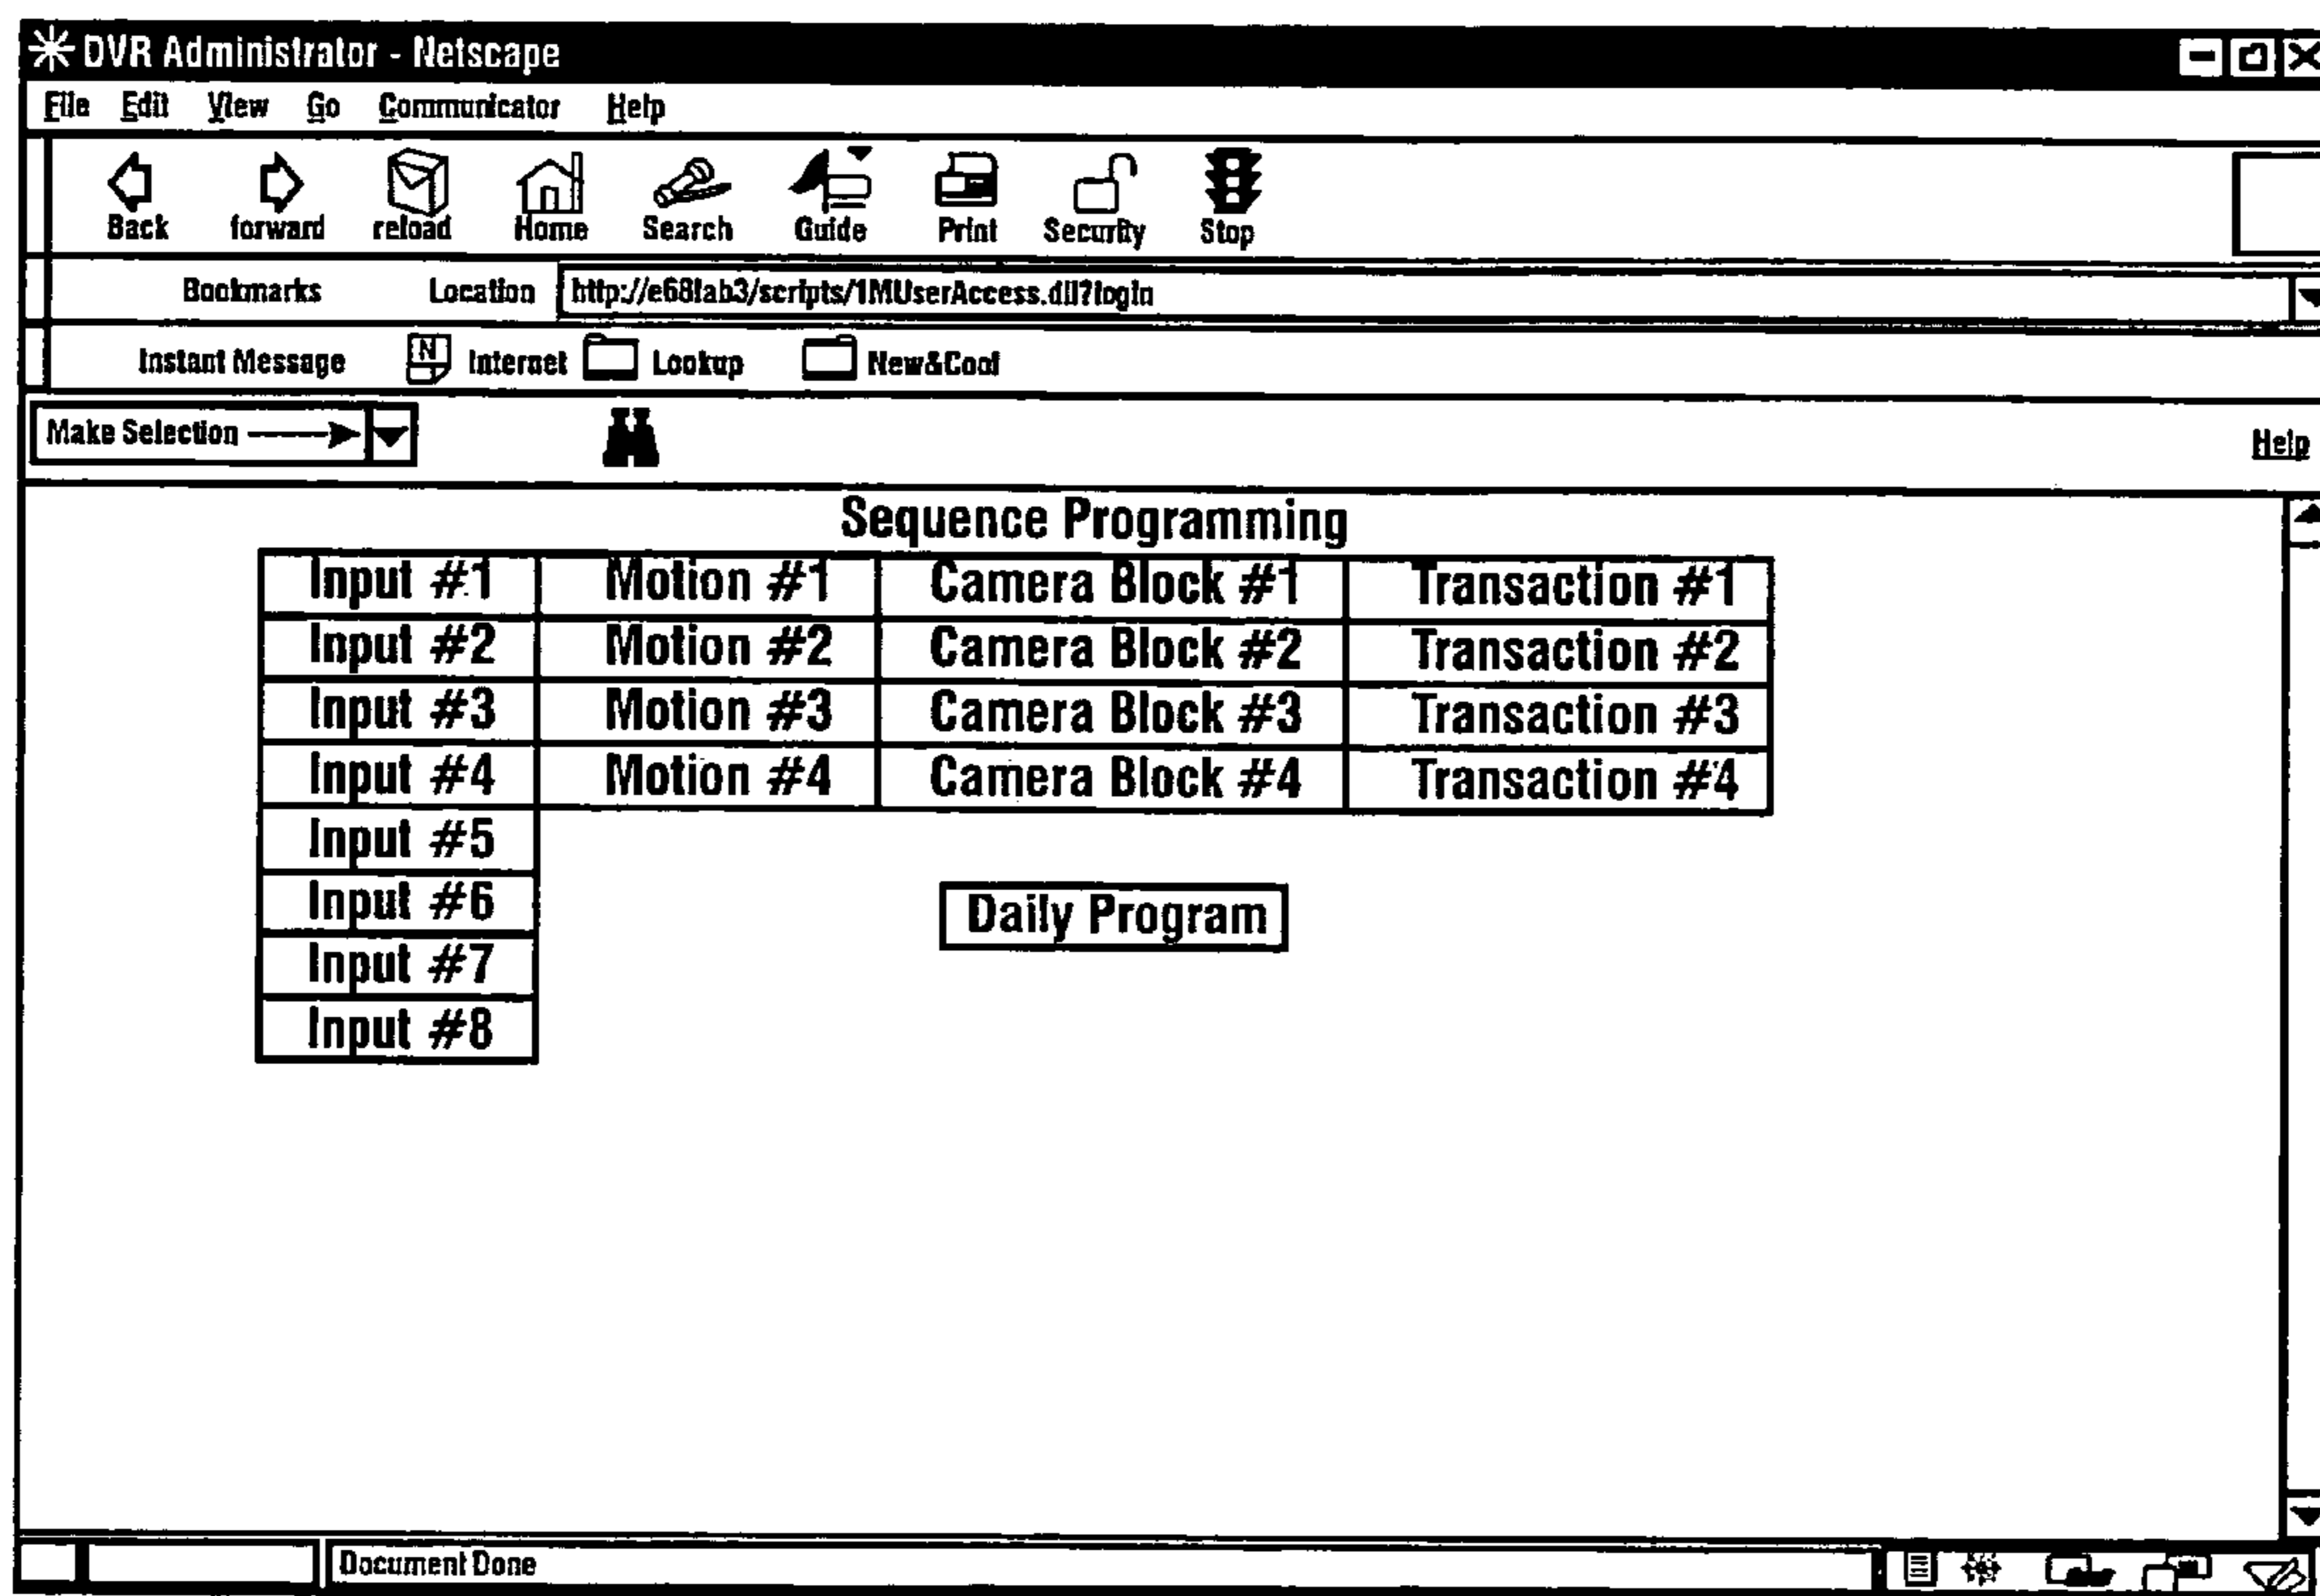 DVR Administrator - Netscape
File Edit View Go Communicator Help
Back forward reload Home Search Guide Print Security Stop
Bookmarks Location http://e68lab3/scripts/1MUserAccess.dll?login
Instant Message N Internet Lookup New&Cool
Make Selection Help
Sequence Programming
Input #1 Motion #1 Camera Block #1 Transaction #1
Input #2 Motion #2 Camera Block #2 Transaction #2
Input #3 Motion #3 Camera Block #3 Transaction #3
Input #4 Motion #4 Camera Block #4 Transaction #4
Input #5
Input #6 Daily Program
Input #7
Input #8
Document Done